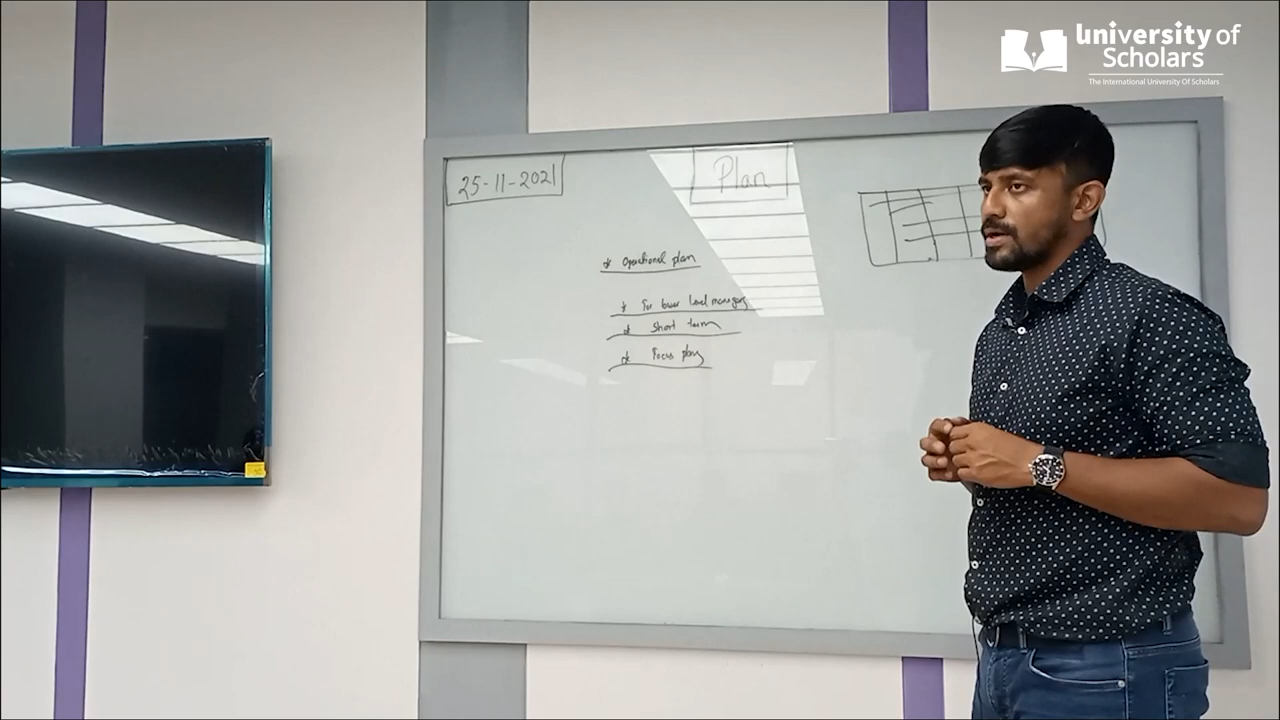 university of
Scholars
The International University Of Scholars
25-11-2021
Plan
* Operational plan
* For lower level managers
* Short term
* Focus plan